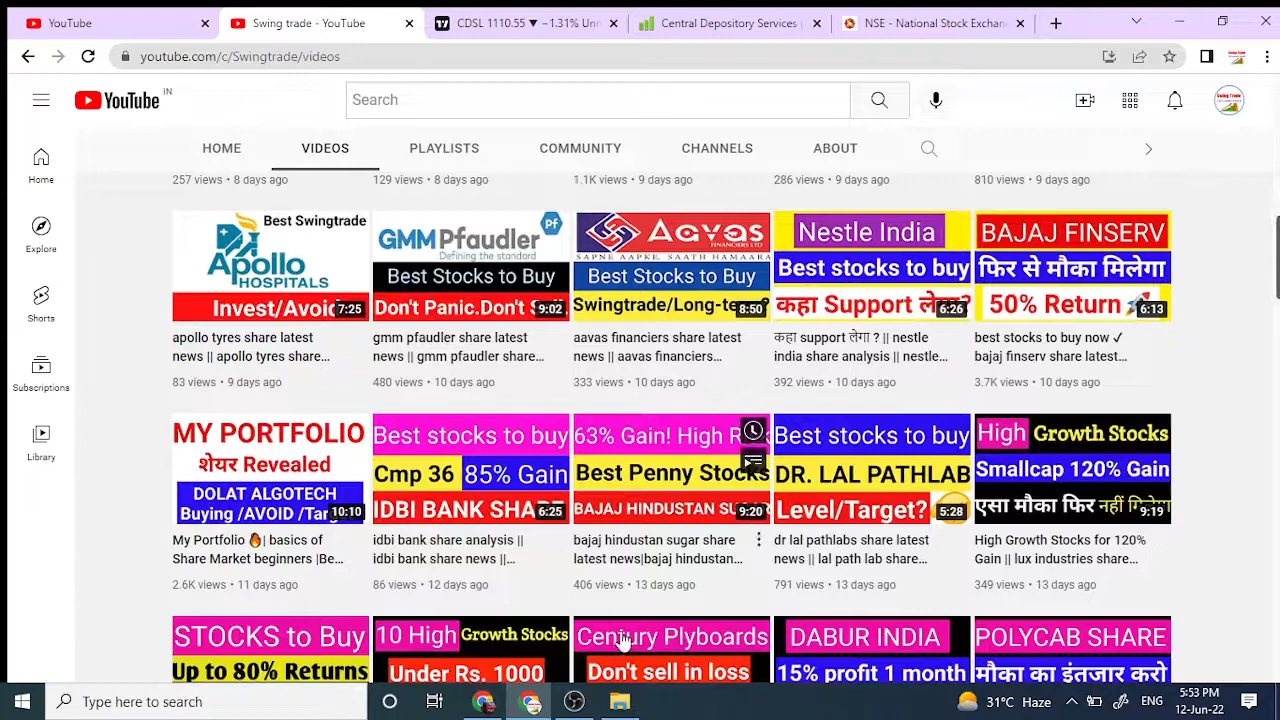 YouTube
Swing trade - YouTube
CDSL 1110.55 ▼ −1.31% Unn
Central Depository Services
NSE - National Stock Exchan
youtube.com/c/Swingtrade/videos
YouTube IN
Search
HOME
VIDEOS
PLAYLISTS
COMMUNITY
CHANNELS
ABOUT
Home
Explore
Shorts
Subscriptions
Library
257 views • 8 days ago
129 views • 8 days ago
1.1K views • 9 days ago
286 views • 9 days ago
810 views • 9 days ago
Best Swingtrade
Apollo
HOSPITALS
Invest/Avoid
7:25
GMM Pfaudler
Pf
Defining the standard
Best Stocks to Buy
Don't Panic.Don't S
9:02
Aavas
FINANCIERS LTD
SAPNE AAPKE, SAATH HAMAARA
Best Stocks to Buy
Swingtrade/Long-te ?
8:50
Nestle India
Best stocks to buy
कहा Support लेगा?
6:26
BAJAJ FINSERV
फिर से मौका मिलेगा
50% Return
6:13
apollo tyres share latest
news || apollo tyres share...
83 views • 9 days ago
gmm pfaudler share latest
news || gmm pfaudler share...
480 views • 10 days ago
aavas financiers share latest
news || aavas financiers...
333 views • 10 days ago
कहा support लेगा ? || nestle
india share analysis || nestle...
392 views • 10 days ago
best stocks to buy now ✓
bajaj finserv share latest...
3.7K views • 10 days ago
MY PORTFOLIO
शेयर Revealed
DOLAT ALGOTECH
Buying /AVOID /Targ
10:10
Best stocks to buy
Cmp 36 85% Gain
IDBI BANK SHA
6:25
63% Gain! High R k
Best Penny Stocks
BAJAJ HINDUSTAN SU
9:20
Best stocks to buy
DR. LAL PATHLAB
Level/Target?
5:28
High Growth Stocks
Smallcap 120% Gain
एसा मौका फिर नहीं मिलेगा
9:19
My Portfolio 🔥| basics of
Share Market beginners |Be...
2.6K views • 11 days ago
idbi bank share analysis ||
idbi bank share news ||...
86 views • 12 days ago
bajaj hindustan sugar share
latest news|bajaj hindustan...
406 views • 13 days ago
dr lal pathlabs share latest
news || lal path lab share...
791 views • 13 days ago
High Growth Stocks for 120%
Gain || lux industries share...
349 views • 13 days ago
STOCKS to Buy
Up to 80% Returns
10 High Growth Stocks
Under Rs. 1000
Century Plyboards
Don't sell in loss
DABUR INDIA
15% profit 1 month
POLYCAB SHARE
मौका का इंतजार करो
Type here to search
31°C Haze
ENG
5:53 PM
12-Jun-22